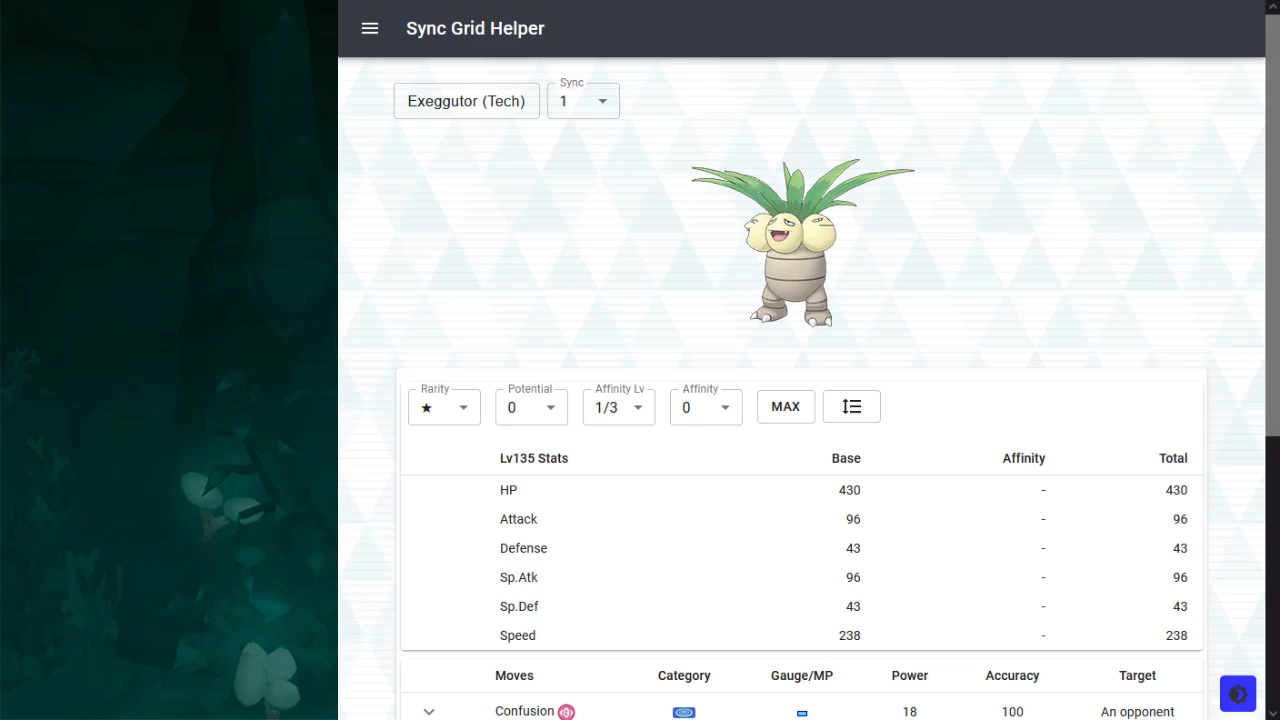 Sync Grid Helper
Exeggutor (Tech)
Sync
1
Rarity
★
Potential
0
Affinity Lv
1/3
Affinity
0
MAX
Lv135 Stats Base Affinity Total
HP 430 - 430
Attack 96 - 96
Defense 43 - 43
Sp.Atk 96 - 96
Sp.Def 43 - 43
Speed 238 - 238
Moves Category Gauge/MP Power Accuracy Target
Confusion 18 100 An opponent